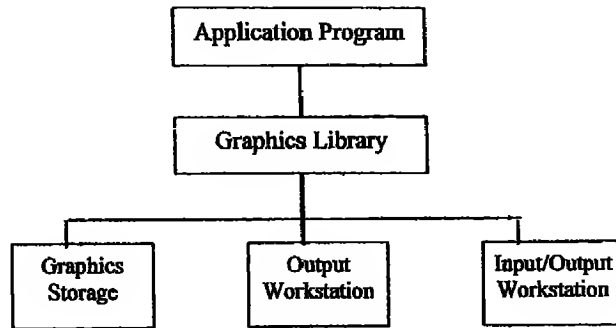 Application Program
Graphics Library
Graphics
Storage
Output
Workstation
Input/Output
Workstation